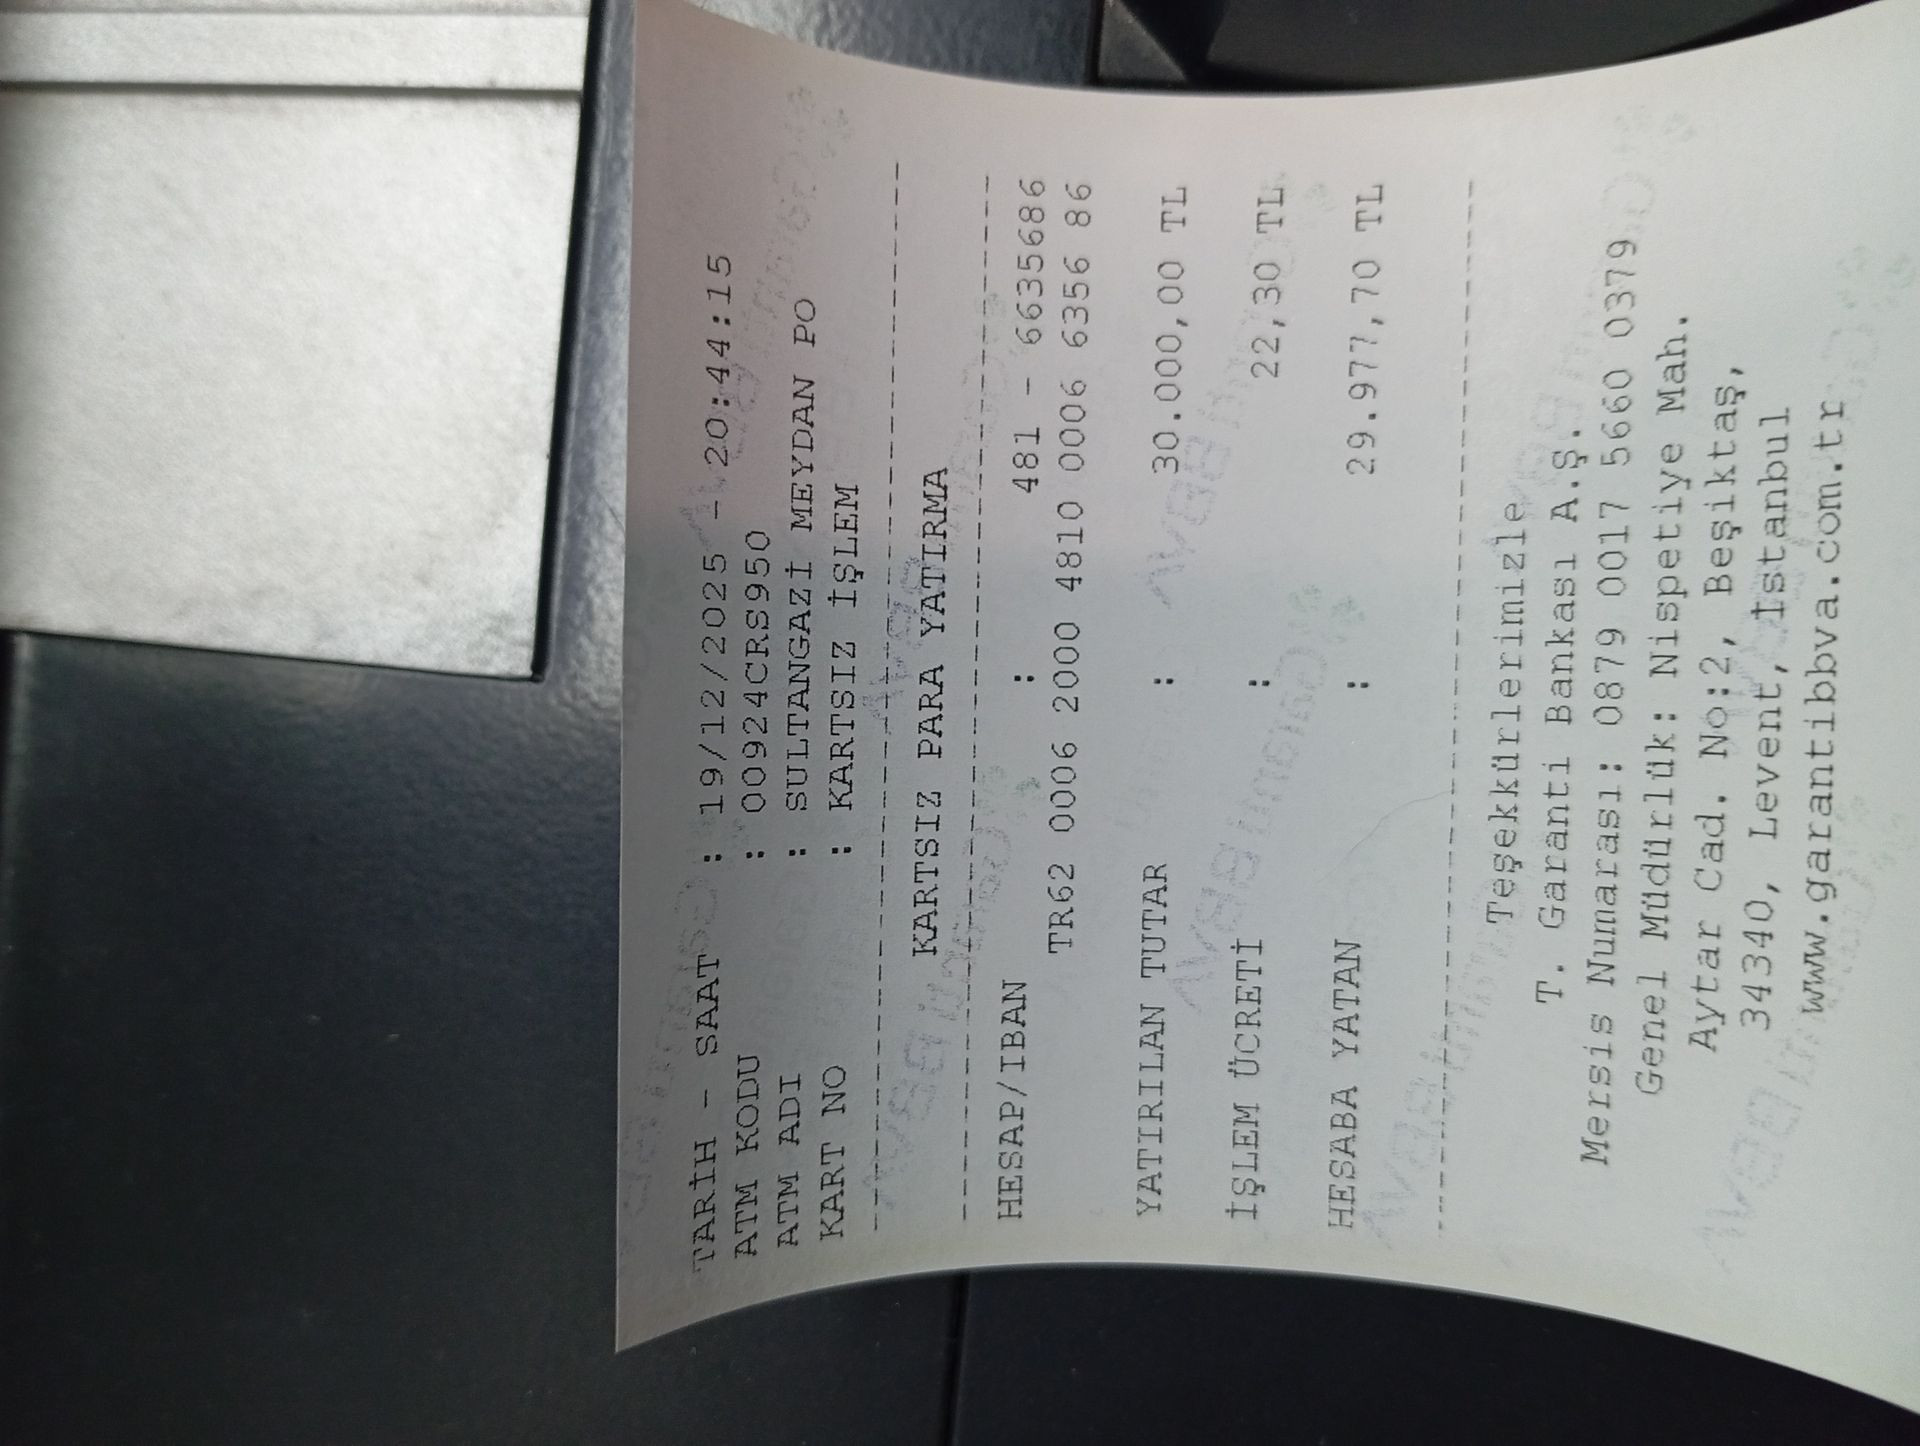 TARİH - SAAT : 19/12/2025 - 20:44:15
ATM KODU : 00924CRS950
ATM ADI : SULTANGAZİ MEYDAN PO
KART NO : KARTSIZ İŞLEM
KARTSIZ PARA YATIRMA
HESAP/IBAN : 481 - 6635686
TR62 0006 2000 4810 0006 6356 86
YATIRILAN TUTAR : 30.000,00 TL
İŞLEM ÜCRETİ : 22,30 TL
HESABA YATAN : 29.977,70 TL
Teşekkürlerimizle
T. Garanti Bankası A.Ş.
Mersis Numarası: 0879 0017 5660 0379
Genel Müdürlük: Nispetiye Mah.
Aytar Cad. No:2, Beşiktaş,
34340, Levent, İstanbul
www.garantibbva.com.tr